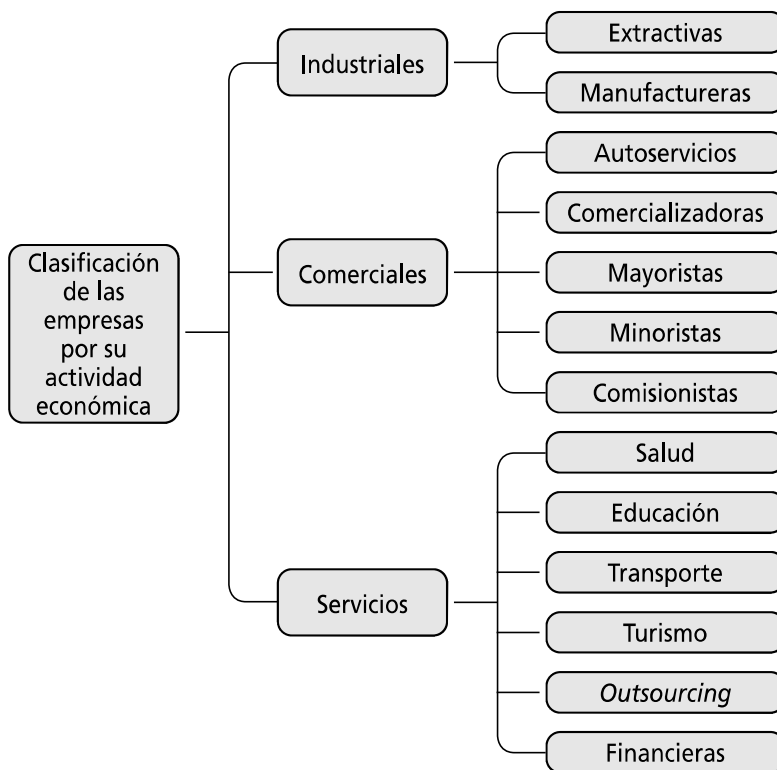 Clasificación
de las
empresas
por su
actividad
económica
Industriales
Extractivas
Manufactureras
Comerciales
Autoservicios
Comercializadoras
Mayoristas
Minoristas
Comisionistas
Servicios
Salud
Educación
Transporte
Turismo
Outsourcing
Financieras